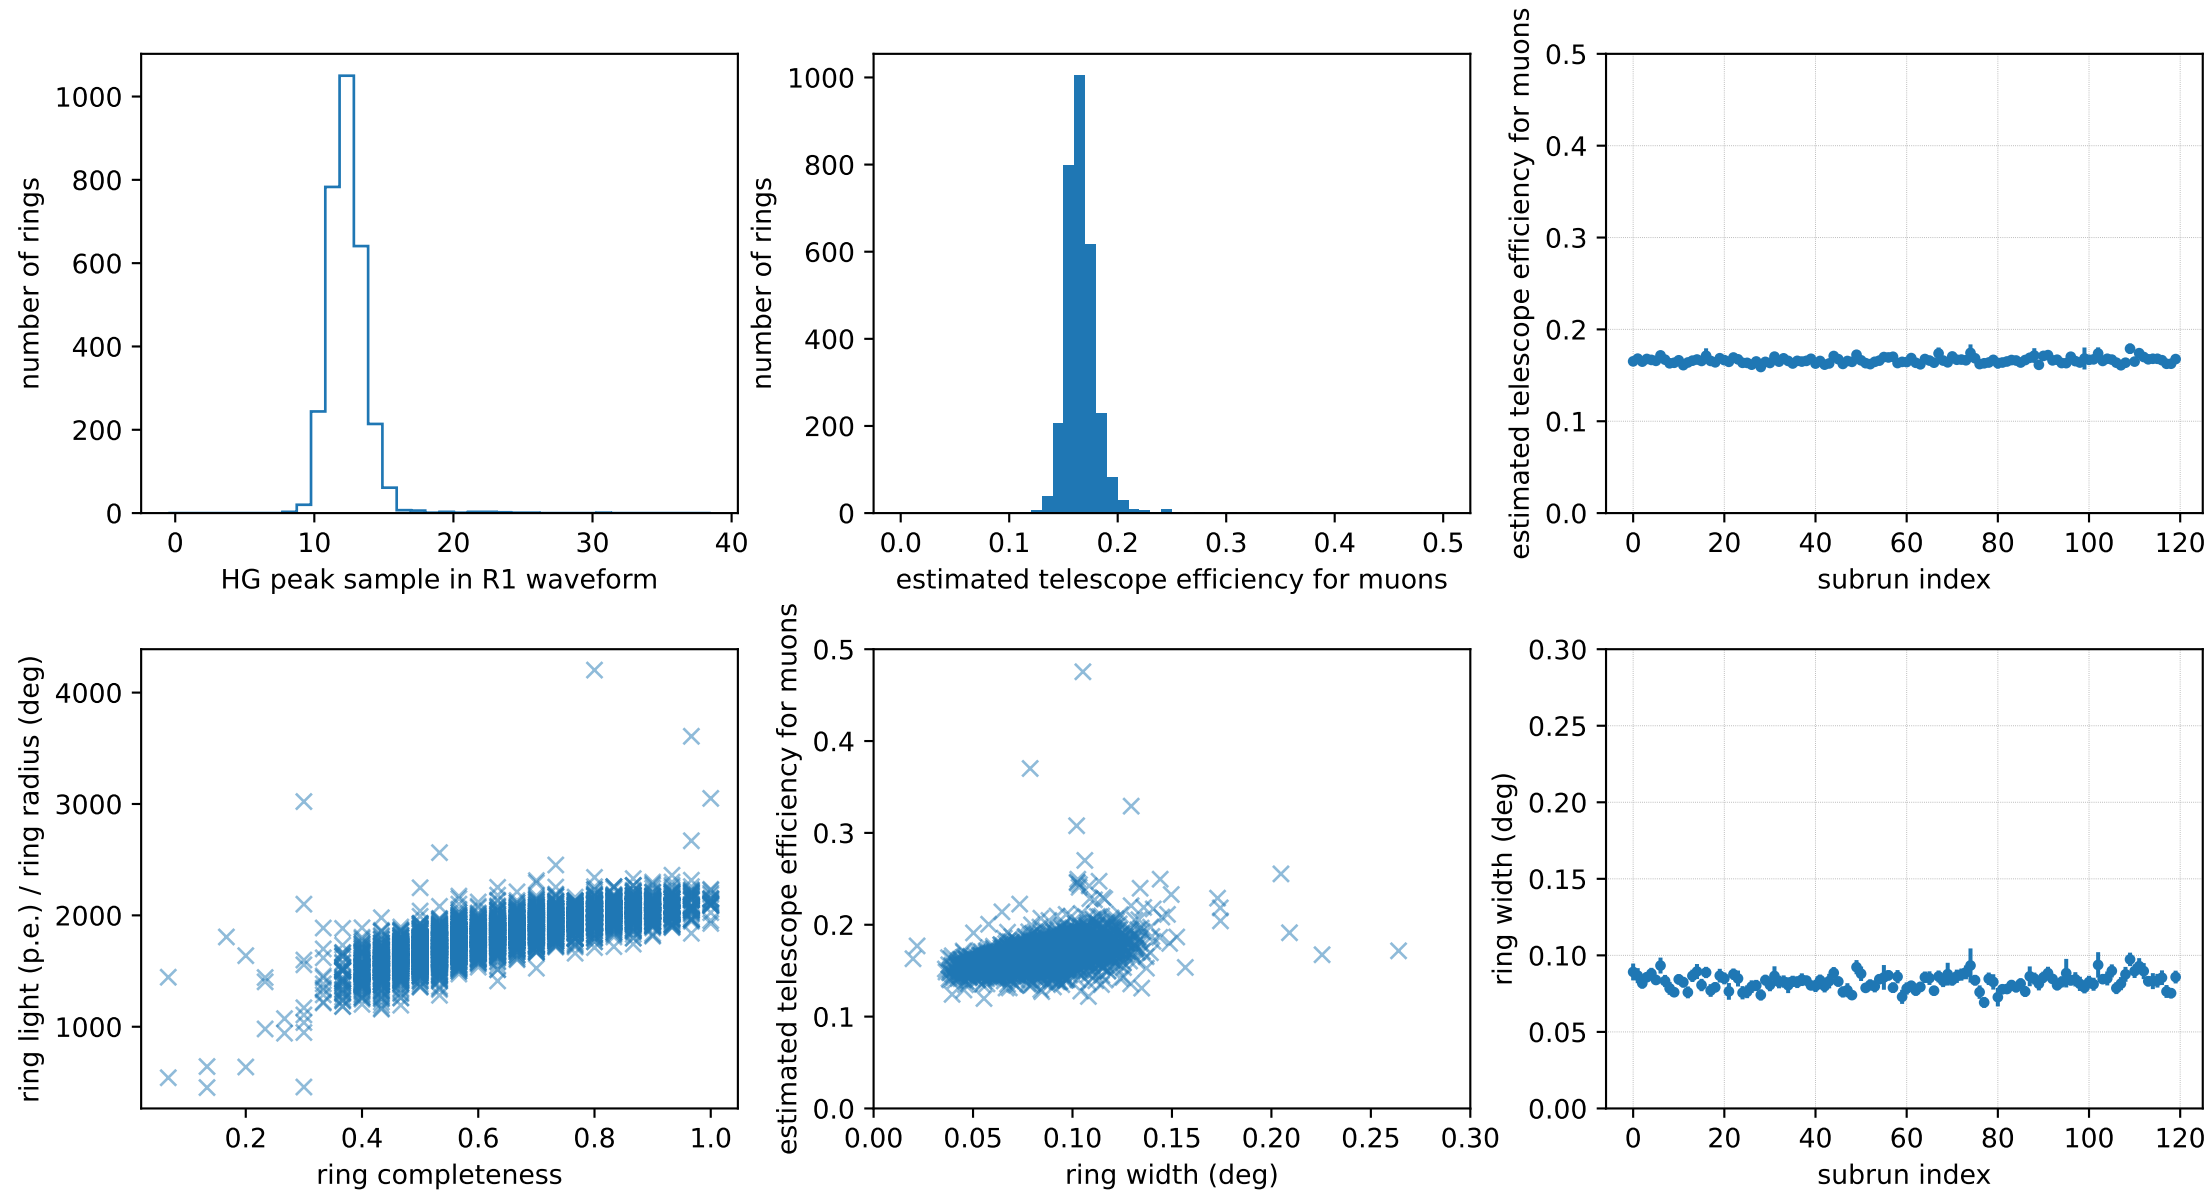 number of rings
1000
800
600
400
200
0
0 10 20 30 40
HG peak sample in R1 waveform
number of rings
1000
800
600
400
200
0
0.0 0.1 0.2 0.3 0.4 0.5
estimated telescope efficiency for muons
estimated telescope efficiency for muons
0.5
0.4
0.3
0.2
0.1
0.0
0 20 40 60 80 100 120
subrun index
ring light (p.e.) / ring radius (deg)
4000
3000
2000
1000
0.2 0.4 0.6 0.8 1.0
ring completeness
estimated telescope efficiency for muons
0.5
0.4
0.3
0.2
0.1
0.0
0.00 0.05 0.10 0.15 0.20 0.25 0.30
ring width (deg)
ring width (deg)
0.30
0.25
0.20
0.15
0.10
0.05
0.00
0 20 40 60 80 100 120
subrun index